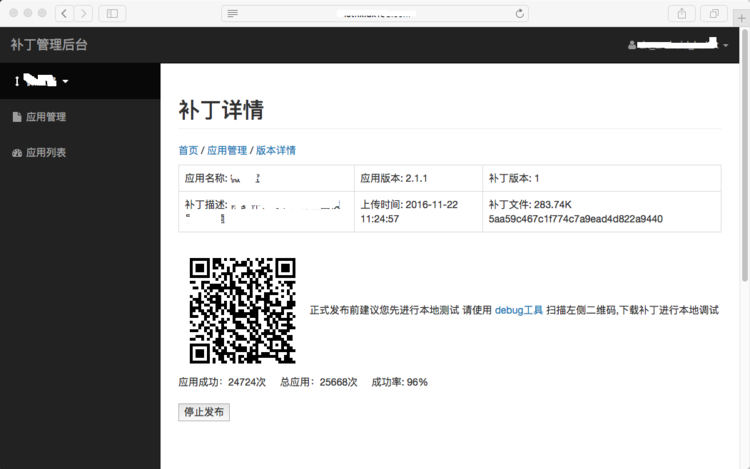 补丁管理后台
应用管理
应用列表
补丁详情
首页 / 应用管理 / 版本详情
应用名称:
应用版本: 2.1.1
补丁版本: 1
补丁描述:
上传时间: 2016-11-22
11:24:57
补丁文件: 283.74K
5aa59c467c1f774c7a9ead4d822a9440
正式发布前建议您先进行本地测试 请使用 debug工具 扫描左侧二维码,下载补丁进行本地调试
应用成功：24724次 总应用：25668次 成功率: 96%
停止发布